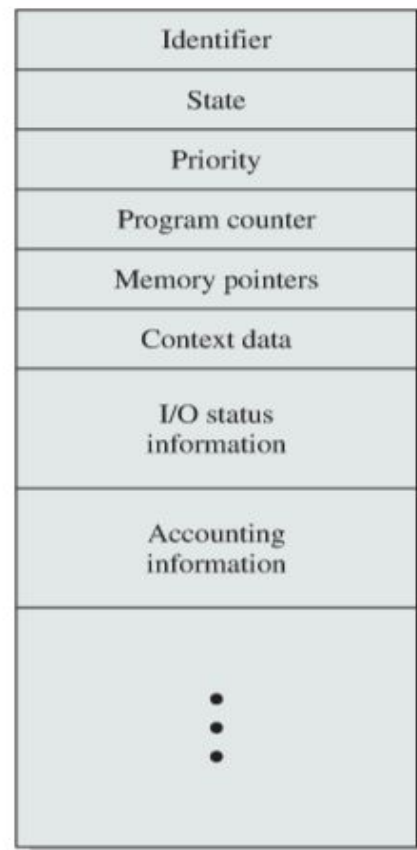 Identifier
State
Priority
Program counter
Memory pointers
Context data
I/O status
information
Accounting
information